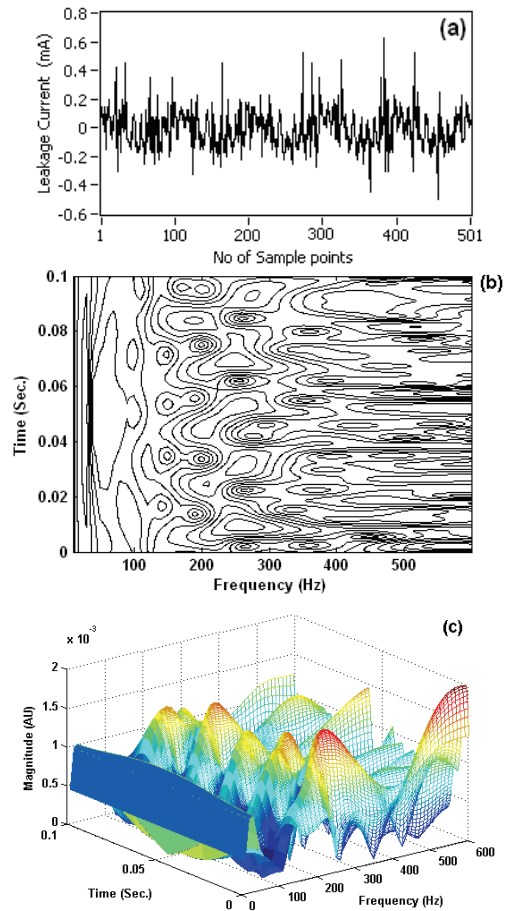 (a)
Leakage Current (mA)
0.8
0.6
0.4
0.2
0
-0.2
-0.4
-0.6
1 100 200 300 400 501
No of Sample points
(b)
Time (Sec.)
0.1
0.08
0.06
0.04
0.02
0
100 200 300 400 500
Frequency (Hz)
(c)
x 10^-3
Magnitude (AU)
2
1.5
1
0.5
0
0.1
0.05
0
Time (Sec.)
0 100 200 300 400 500 600
Frequency (Hz)